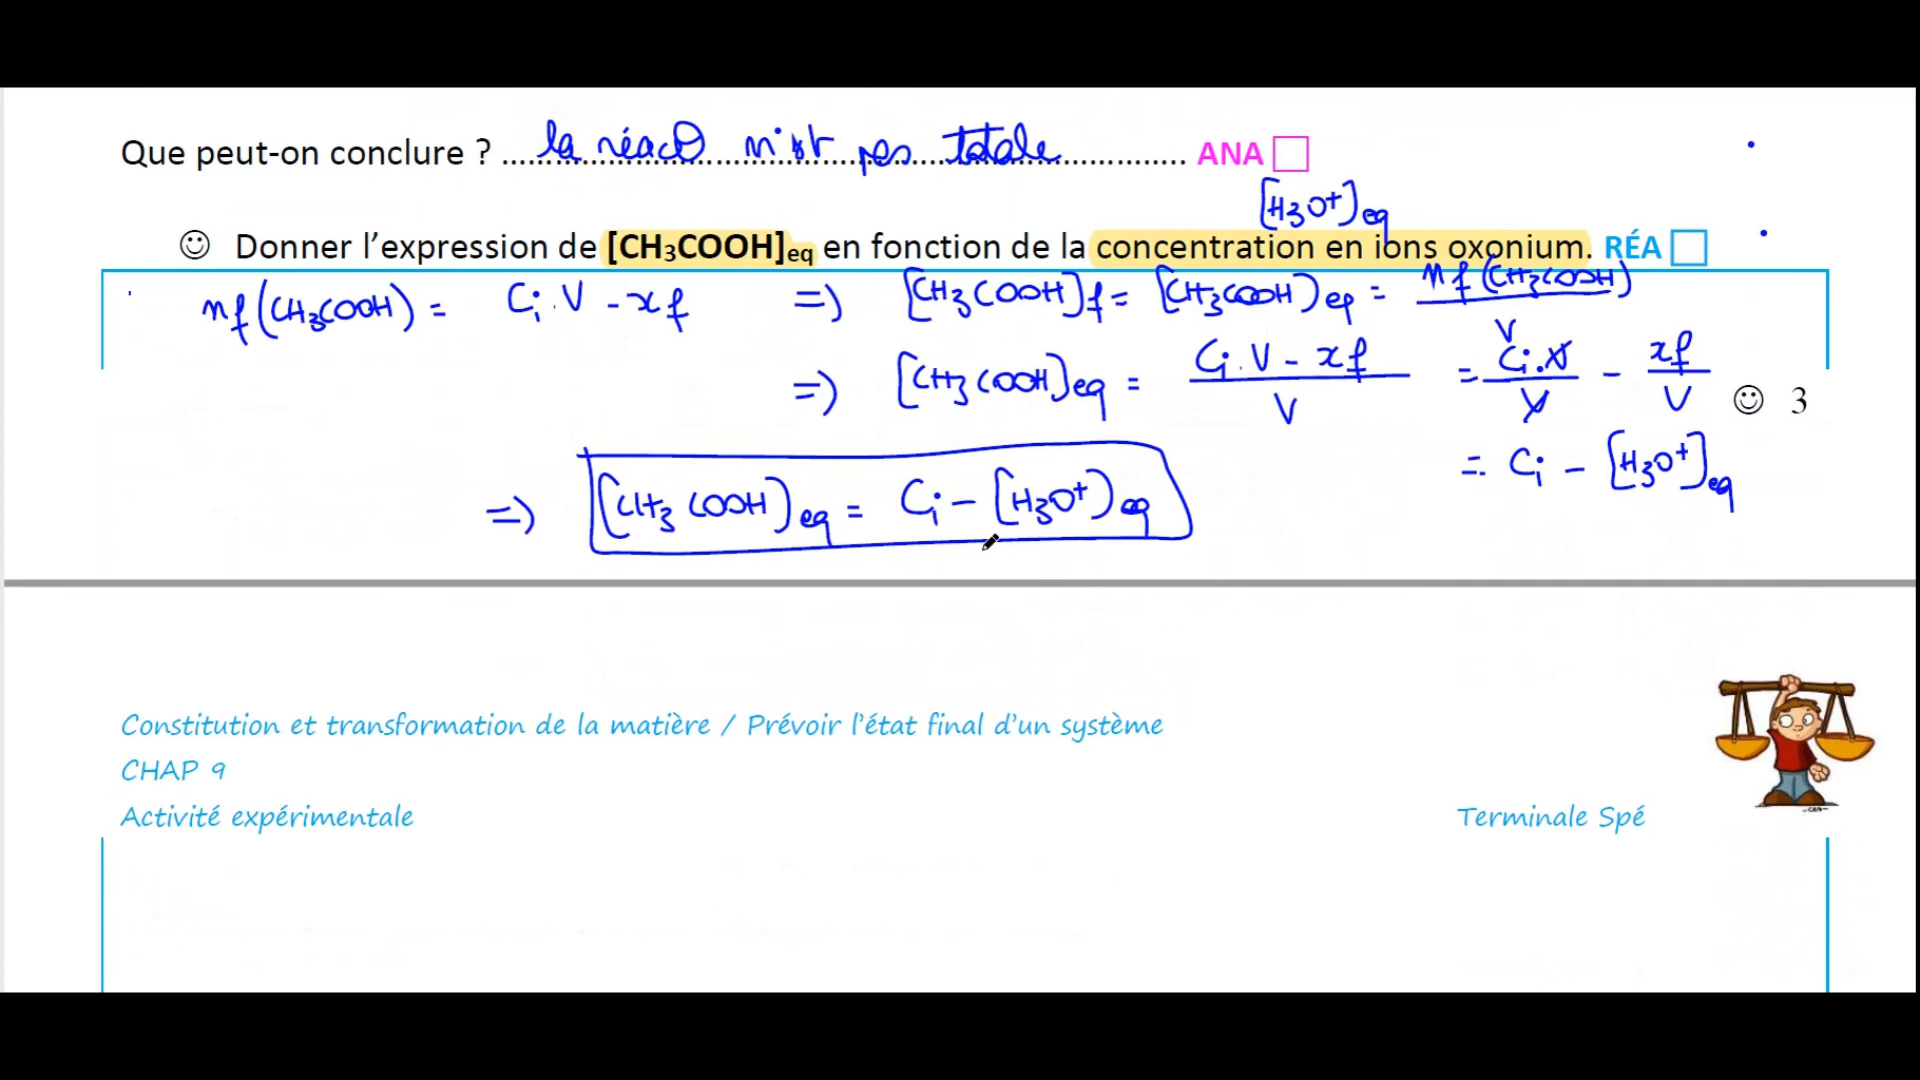 Que peut-on conclure ? la réac° n'est pas totale ANA
[H3O+]eq
Donner l'expression de [CH₃COOH]eq en fonction de la concentration en ions oxonium. RÉA
nf(CH3COOH) = Ci.V - xf => [CH3COOH]f = [CH3COOH]eq = nf(CH3COOH)/V
=> [CH3COOH]eq = (Ci.V - xf)/V = Ci.V/V - xf/V
☺ 3
= Ci - [H3O+]eq
=> [CH3COOH]eq = Ci - [H3O+]eq
Constitution et transformation de la matière / Prévoir l'état final d'un système
CHAP 9
Activité expérimentale Terminale Spé